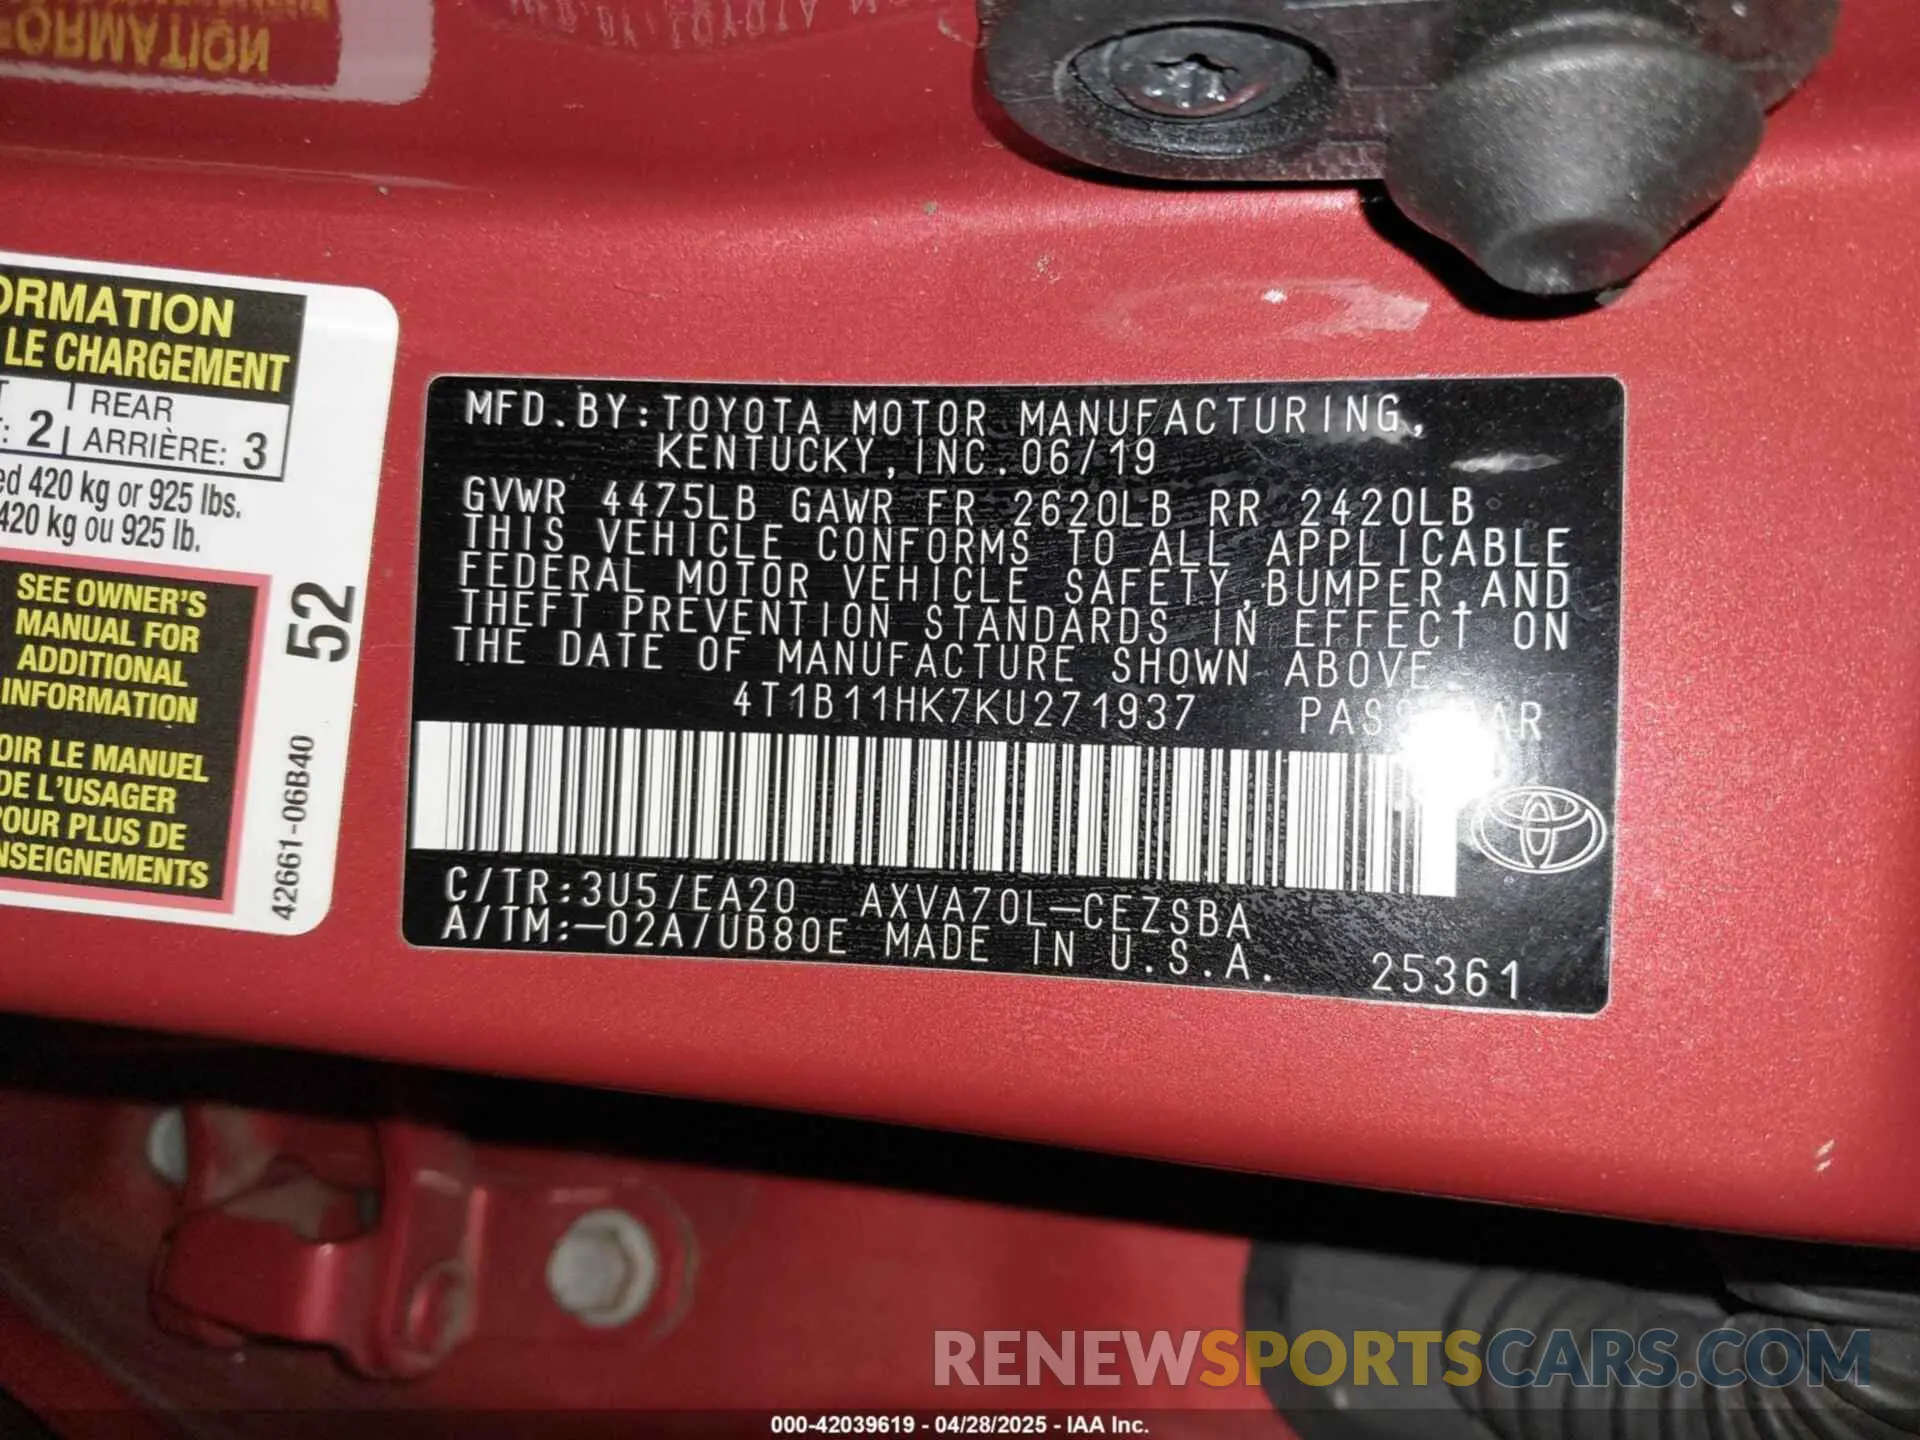 ORMATION
ORMATION
LE CHARGEMENT
REAR
: 2 ARRIÈRE: 3
ed 420 kg or 925 lbs.
420 kg ou 925 lb.
SEE OWNER'S
MANUAL FOR
ADDITIONAL
INFORMATION
OIR LE MANUEL
DE L'USAGER
POUR PLUS DE
NSEIGNEMENTS
52
42661-06B40
MFD. BY: TOYOTA MOTOR MANUFACTURING,
KENTUCKY, INC. 06/19
GVWR 4475LB GAWR FR 2620LB RR 2420LB
THIS VEHICLE CONFORMS TO ALL APPLICABLE
FEDERAL MOTOR VEHICLE SAFETY, BUMPER, AND
THEFT PREVENTION STANDARDS IN EFFECT ON
THE DATE OF MANUFACTURE SHOWN ABOVE.
4T1B11HK7KU271937
C/TR: 3U5/EA20 AXVA70L-CEZSBA
A/TM: -02A/UB80E MADE IN U.S.A. 25361
RENEWSPORTSCARS.COM
000-42039619 - 04/28/2025 - IAA Inc.